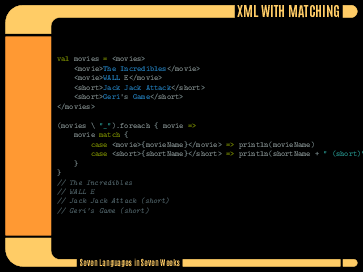 XML WITH MATCHING
val movies = <movies>
<movie>The Incredibles</movie>
<movie>WALL E</movie>
<short>Jack Jack Attack</short>
<short>Geri's Game</short>
</movies>
(movies \ "_").foreach { movie =>
movie match {
case <movie>{movieName}</movie> => println(movieName)
case <short>{shortName}</short> => println(shortName + " (short)"
}
}
// The Incredibles
// WALL E
// Jack Jack Attack (short)
// Geri's Game (short)
Seven Languages in Seven Weeks